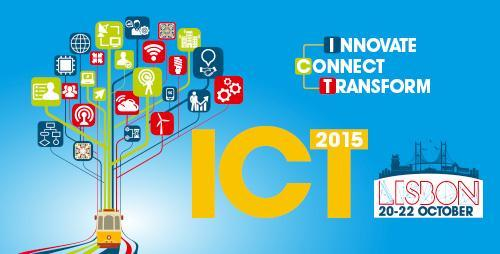 INNOVATE
CONNECT
TRANSFORM
ICT
2015
LISBON
20-22 OCTOBER